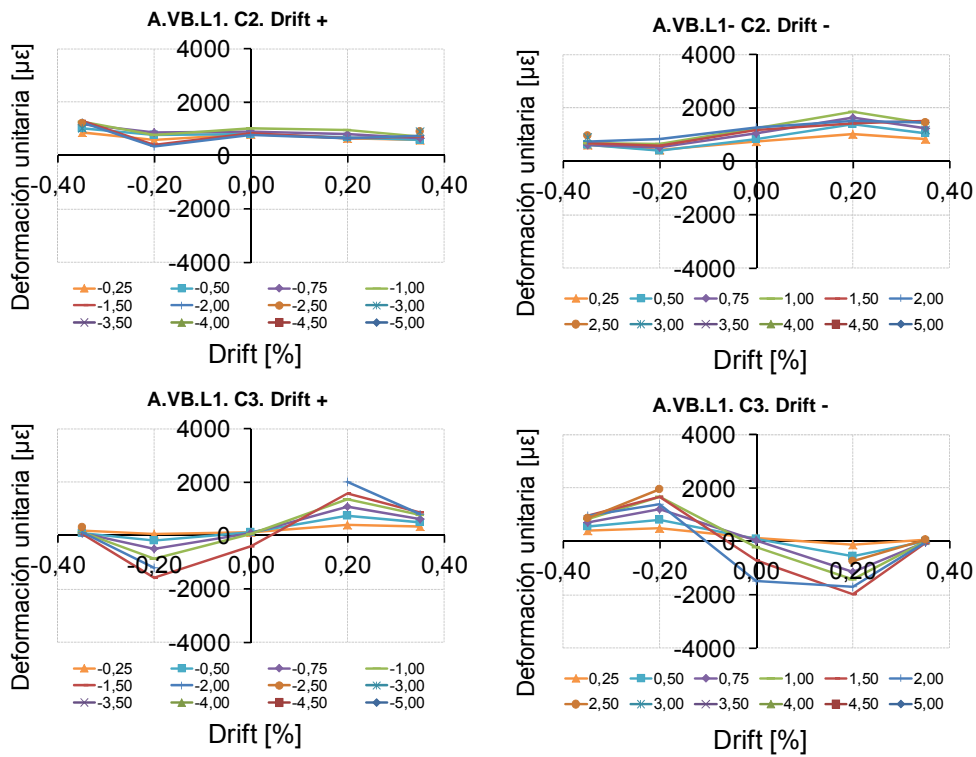 A.VB.L1. C2. Drift +
Deformación unitaria [µε]
4000
2000
0
-2000
-4000
-0,40 -0,20 0,00 0,20 0,40
-0,25 -0,50 -0,75 -1,00
-1,50 -2,00 -2,50 -3,00
-3,50 -4,00 -4,50 -5,00
Drift [%]
A.VB.L1- C2. Drift -
Deformación unitaria [µε]
4000
2000
0
-2000
-4000
-0,40 -0,20 0,00 0,20 0,40
0,25 0,50 0,75 1,00 1,50 2,00
2,50 3,00 3,50 4,00 4,50 5,00
Drift [%]
A.VB.L1. C3. Drift +
Deformación unitaria [µε]
4000
2000
0
-2000
-4000
-0,40 -0,20 0,00 0,20 0,40
-0,25 -0,50 -0,75 -1,00
-1,50 -2,00 -2,50 -3,00
-3,50 -4,00 -4,50 -5,00
Drift [%]
A.VB.L1. C3. Drift -
Deformación unitaria [µε]
4000
2000
0
-2000
-4000
-0,40 -0,20 0,00 0,20 0,40
0,25 0,50 0,75 1,00 1,50 2,00
2,50 3,00 3,50 4,00 4,50 5,00
Drift [%]